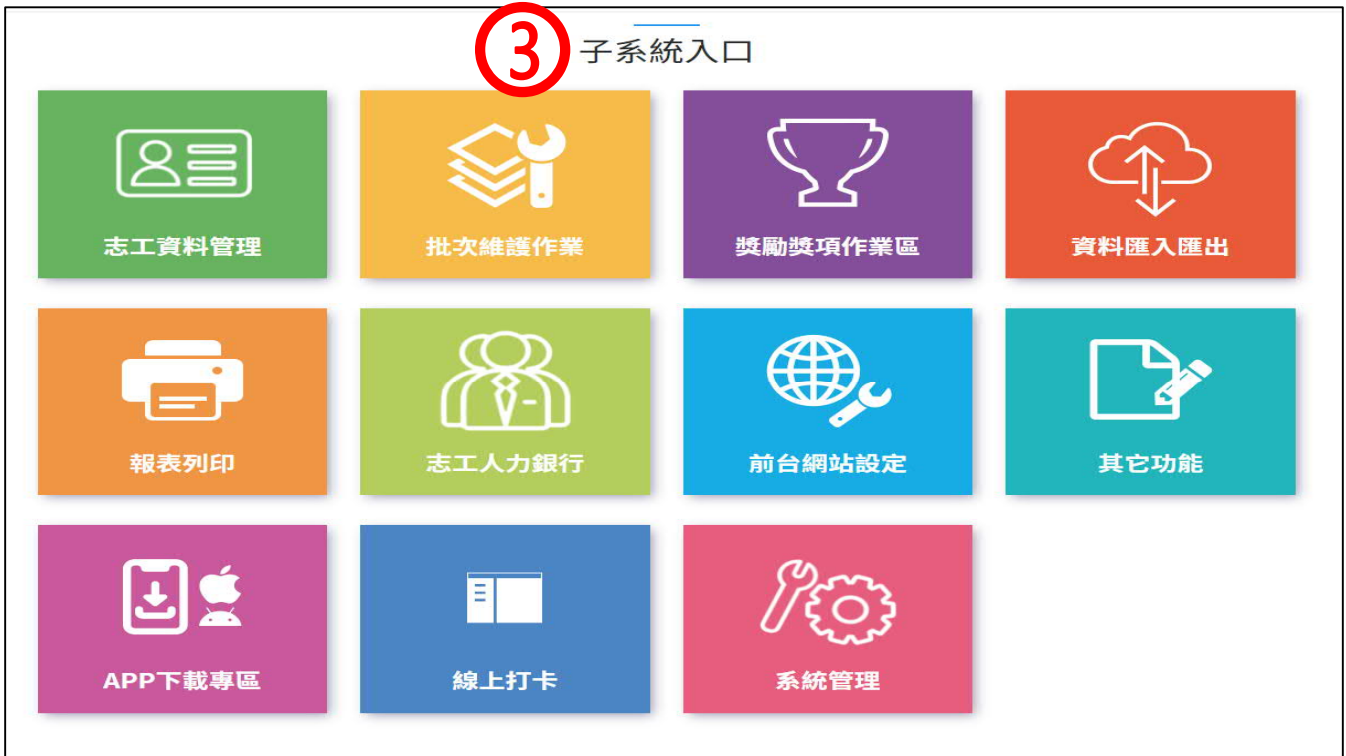 3 子系統入口
志工資料管理
批次維護作業
獎勵獎項作業區
資料匯入匯出
報表列印
志工人力銀行
前台網站設定
其它功能
APP下載專區
線上打卡
系統管理